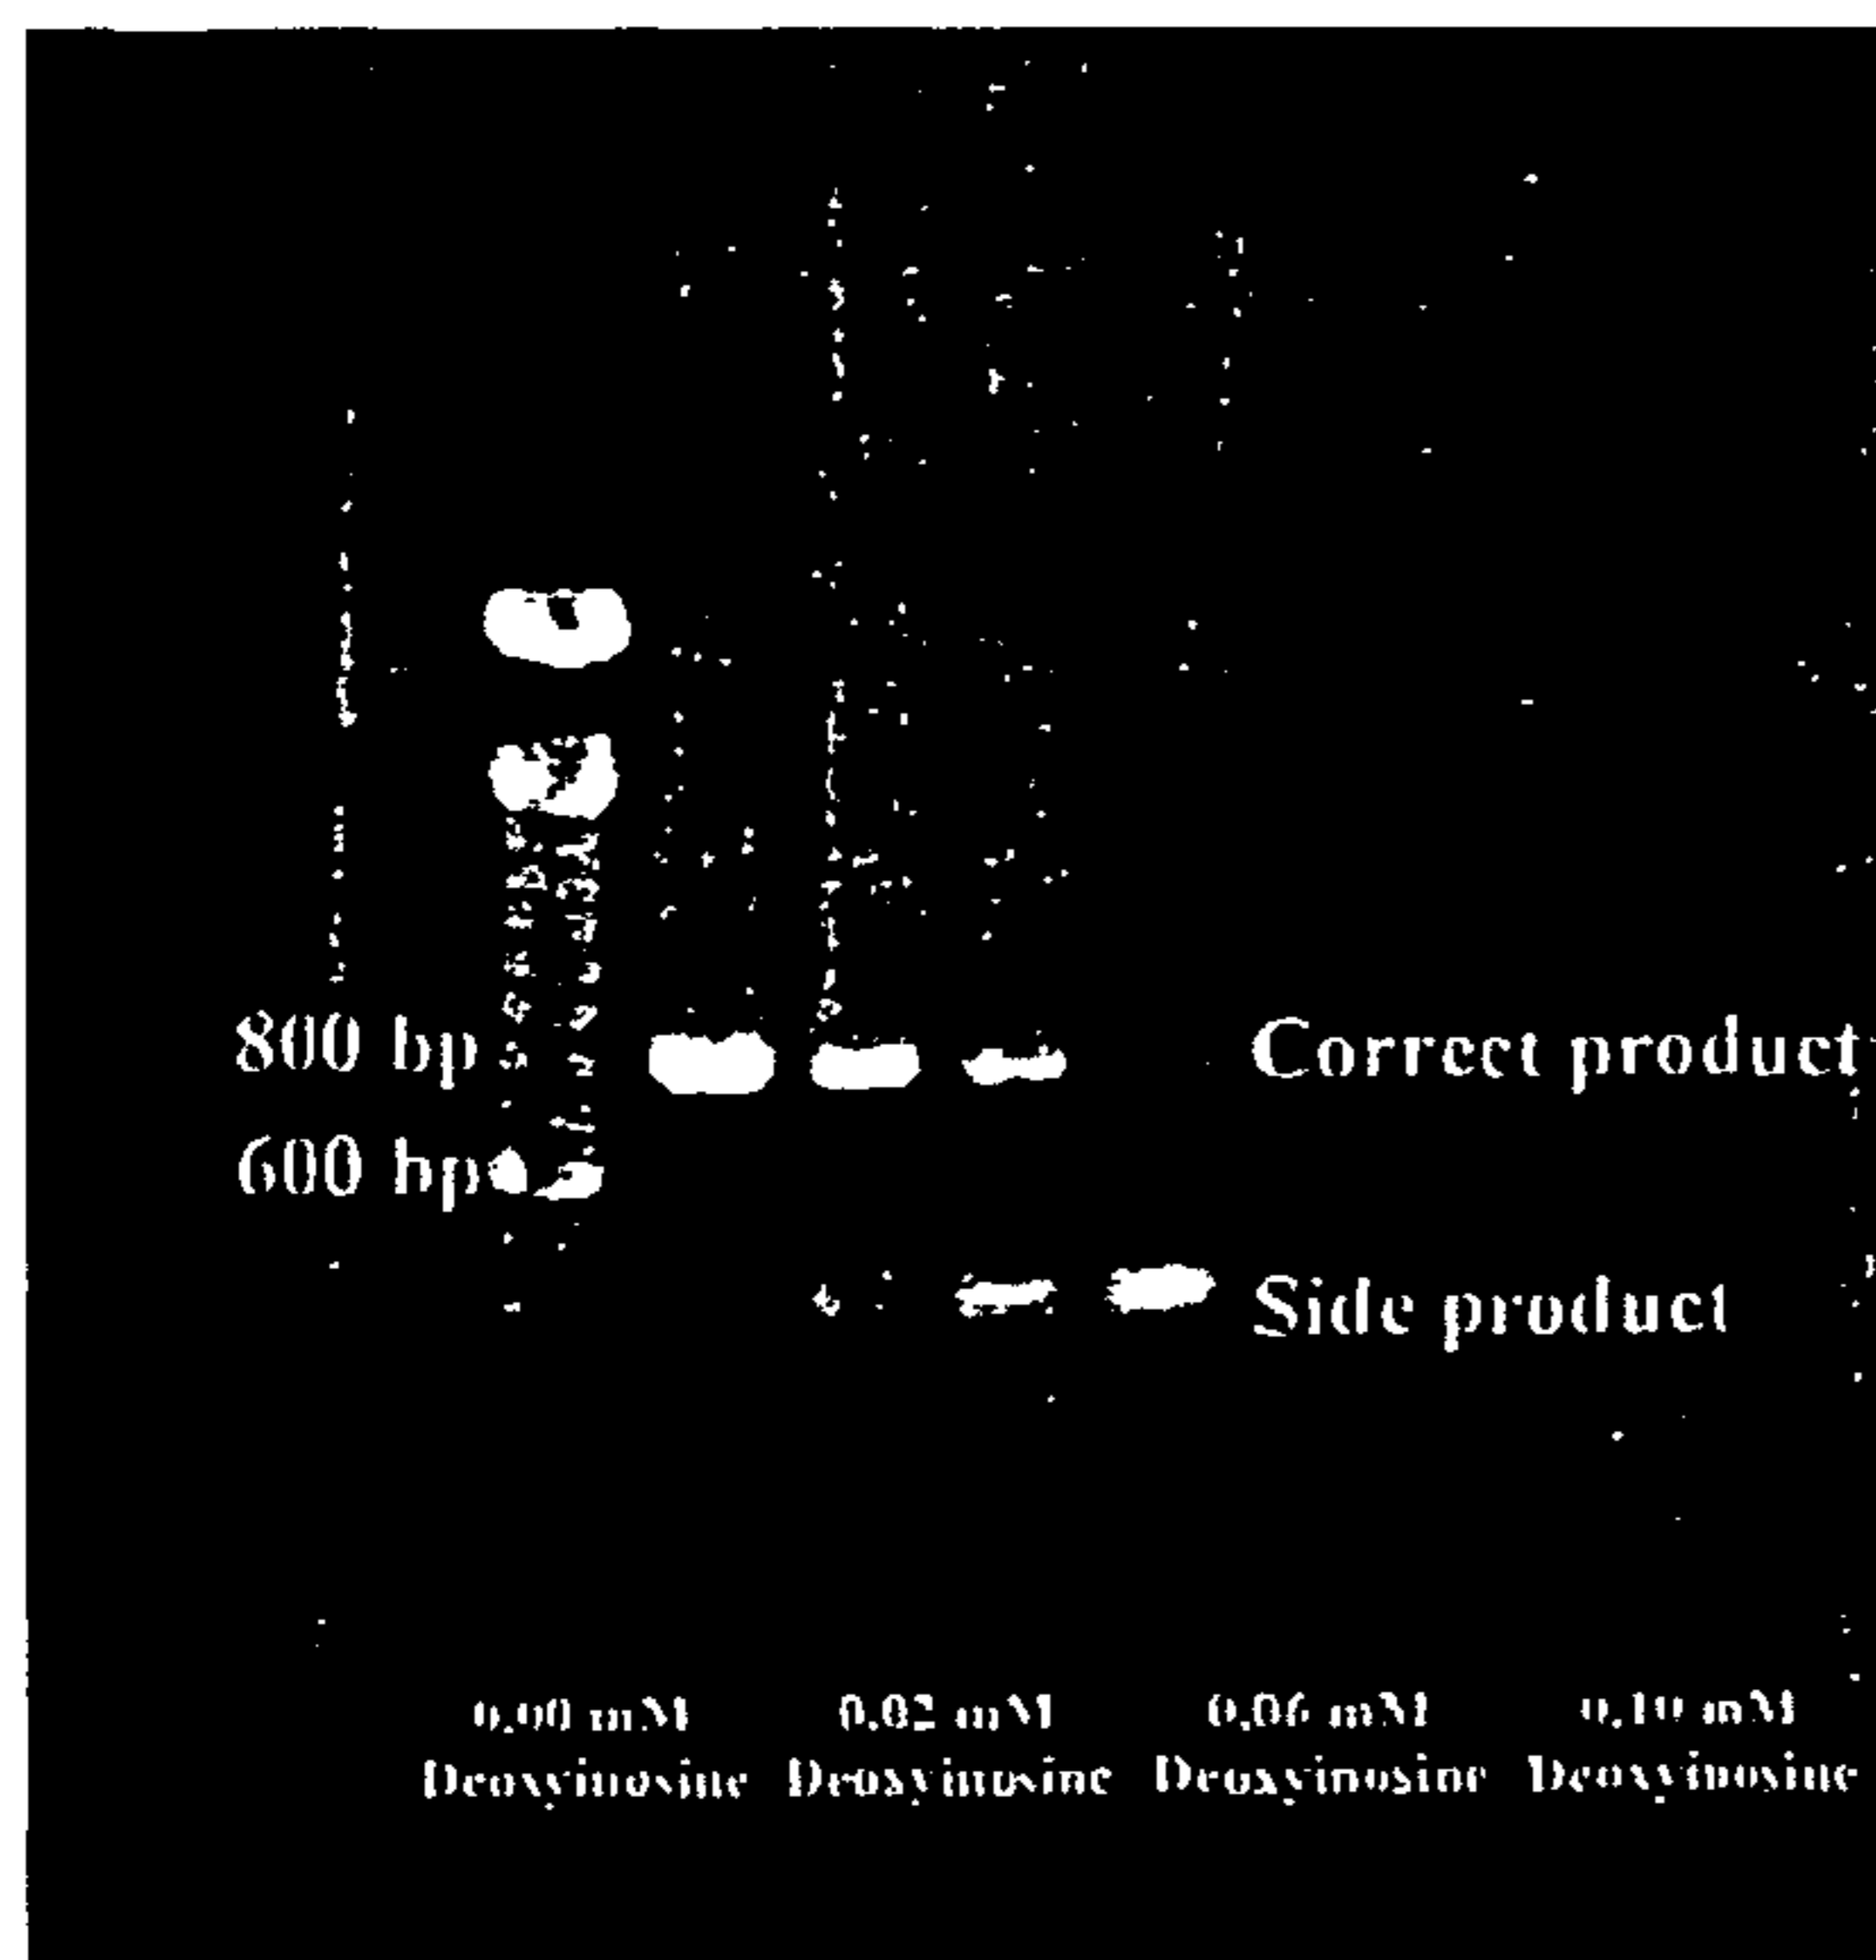 800 bp
Correct product
600 bp
Side product
0.00 mM 0.02 mM 0.06 mM 0.10 mM
Deoxyinosine Deoxyinosine Deoxyinosine Deoxyinosine